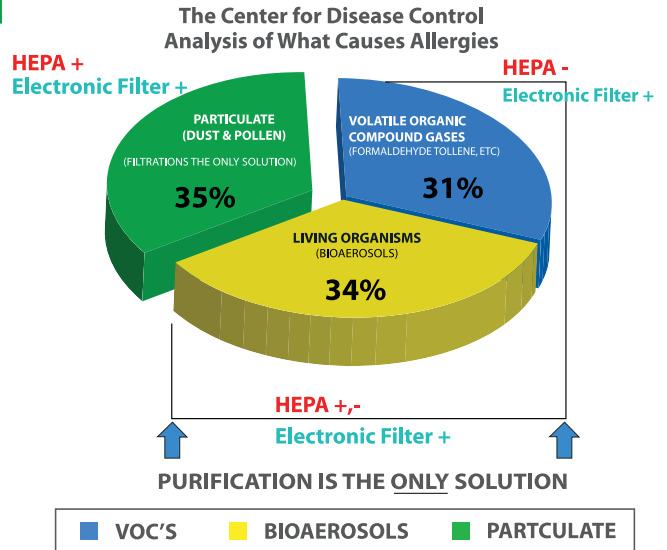 The Center for Disease Control
Analysis of What Causes Allergies
HEPA +
Electronic Filter +
HEPA -
Electronic Filter +
PARTICULATE
(DUST & POLLEN)
(FILTRATIONS THE ONLY SOLUTION)
35%
VOLATILE ORGANIC
COMPOUND GASES
(FORMALDEHYDE TOLLENE, ETC)
31%
LIVING ORGANISMS
(BIOAEROSOLS)
34%
HEPA +,-
Electronic Filter +
PURIFICATION IS THE ONLY SOLUTION
VOC'S BIOAEROSOLS PARTCULATE